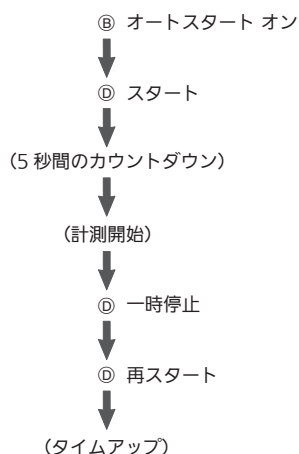 Ⓑ オートスタート オン
Ⓓ スタート
（5 秒間のカウントダウン）
（計測開始）
Ⓓ 一時停止
Ⓓ 再スタート
（タイムアップ）